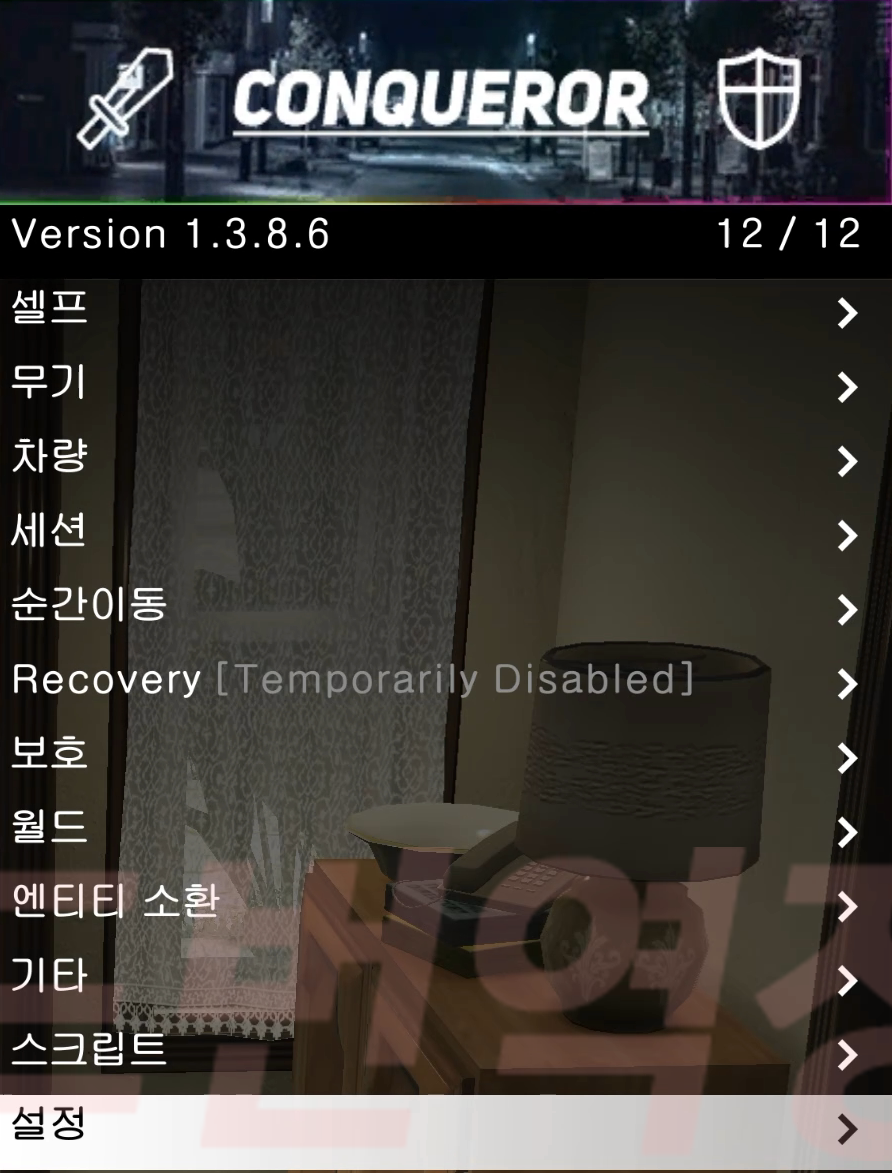 CONQUEROR
Version 1.3.8.6 12 / 12
셀프
무기
차량
세션
순간이동
Recovery [Temporarily Disabled]
보호
월드
엔티티 소환
기타
스크립트
설정